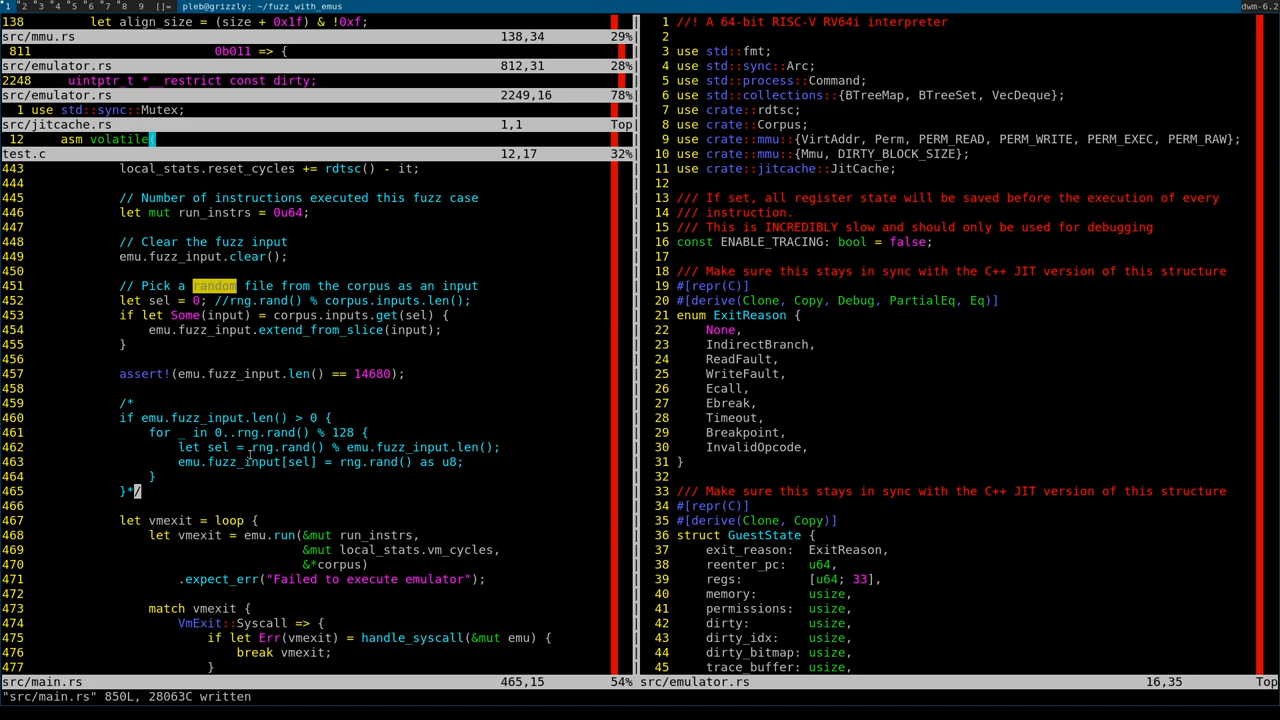 1 2 3 4 5 6 7 8 9 []= pleb@grizzly: ~/fuzz_with_emus dwm-6.2
138 let align_size = (size + 0x1f) & !0xf;
src/mmu.rs 138,34 29%
811 0b011 => {
src/emulator.rs 812,31 28%
2248 uintptr_t *__restrict const dirty;
src/emulator.rs 2249,16 78%
1 use std::sync::Mutex;
src/jitcache.rs 1,1 Top
12 asm volatile(
test.c 12,17 32%
443 local_stats.reset_cycles += rdtsc() - it;
444
445 // Number of instructions executed this fuzz case
446 let mut run_instrs = 0u64;
447
448 // Clear the fuzz input
449 emu.fuzz_input.clear();
450
451 // Pick a random file from the corpus as an input
452 let sel = 0; //rng.rand() % corpus.inputs.len();
453 if let Some(input) = corpus.inputs.get(sel) {
454 emu.fuzz_input.extend_from_slice(input);
455 }
456
457 assert!(emu.fuzz_input.len() == 14680);
458
459 /*
460 if emu.fuzz_input.len() > 0 {
461 for _ in 0..rng.rand() % 128 {
462 let sel = rng.rand() % emu.fuzz_input.len();
463 emu.fuzz_input[sel] = rng.rand() as u8;
464 }
465 }*/
466
467 let vmexit = loop {
468 let vmexit = emu.run(&mut run_instrs,
469 &mut local_stats.vm_cycles,
470 &*corpus)
471 .expect_err("Failed to execute emulator");
472
473 match vmexit {
474 VmExit::Syscall => {
475 if let Err(vmexit) = handle_syscall(&mut emu) {
476 break vmexit;
477 }
src/main.rs 465,15 54%
"src/main.rs" 850L, 28063C written
1 //! A 64-bit RISC-V RV64i interpreter
2
3 use std::fmt;
4 use std::sync::Arc;
5 use std::process::Command;
6 use std::collections::{BTreeMap, BTreeSet, VecDeque};
7 use crate::rdtsc;
8 use crate::Corpus;
9 use crate::mmu::{VirtAddr, Perm, PERM_READ, PERM_WRITE, PERM_EXEC, PERM_RAW};
10 use crate::mmu::{Mmu, DIRTY_BLOCK_SIZE};
11 use crate::jitcache::JitCache;
12
13 /// If set, all register state will be saved before the execution of every
14 /// instruction.
15 /// This is INCREDIBLY slow and should only be used for debugging
16 const ENABLE_TRACING: bool = false;
17
18 /// Make sure this stays in sync with the C++ JIT version of this structure
19 #[repr(C)]
20 #[derive(Clone, Copy, Debug, PartialEq, Eq)]
21 enum ExitReason {
22 None,
23 IndirectBranch,
24 ReadFault,
25 WriteFault,
26 Ecall,
27 Ebreak,
28 Timeout,
29 Breakpoint,
30 InvalidOpcode,
31 }
32
33 /// Make sure this stays in sync with the C++ JIT version of this structure
34 #[repr(C)]
35 #[derive(Clone, Copy)]
36 struct GuestState {
37 exit_reason: ExitReason,
38 reenter_pc: u64,
39 regs: [u64; 33],
40 memory: usize,
41 permissions: usize,
42 dirty: usize,
43 dirty_idx: usize,
44 dirty_bitmap: usize,
45 trace_buffer: usize,
src/emulator.rs 16,35 Top